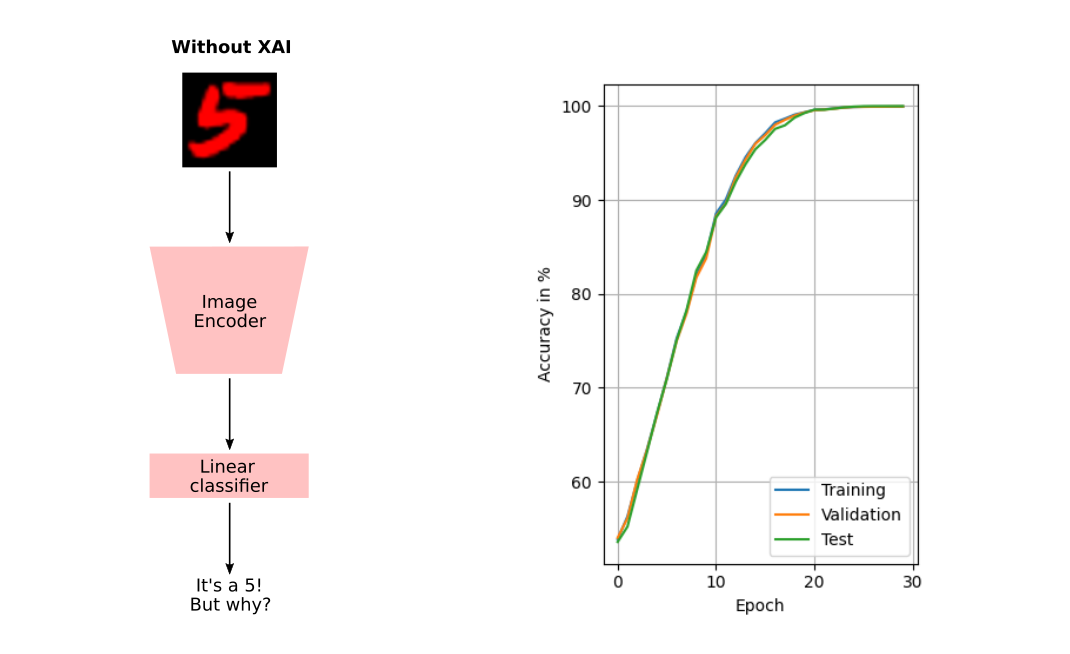 Without XAI
5
Image
Encoder
Linear
classifier
It's a 5!
But why?
Accuracy in %
100
90
80
70
60
Training
Validation
Test
0 10 20 30
Epoch